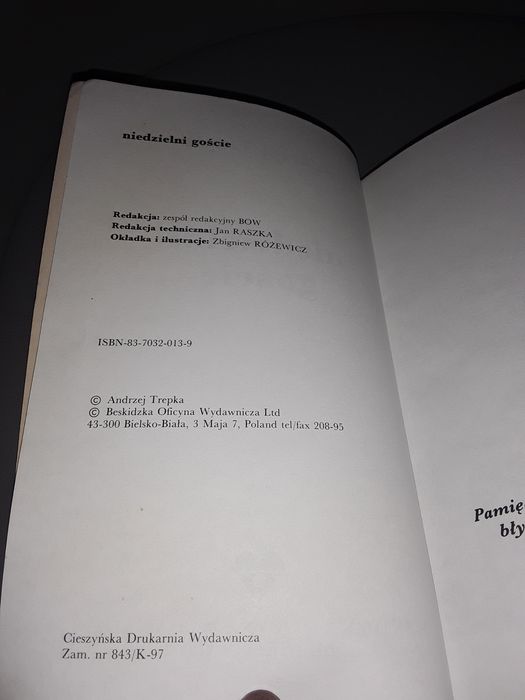 niedzielni goście
Redakcja: zespół redakcyjny BOW
Redakcja techniczna: Jan RASZKA
Okładka i ilustracje: Zbigniew RÓŻEWICZ
ISBN-83-7032-013-9
© Andrzej Trepka
© Beskidzka Oficyna Wydawnicza Ltd
43-300 Bielsko-Biała, 3 Maja 7, Poland tel/fax 208-95
Cieszyńska Drukarnia Wydawnicza
Zam. nr 843/K-97
Pamię
bły